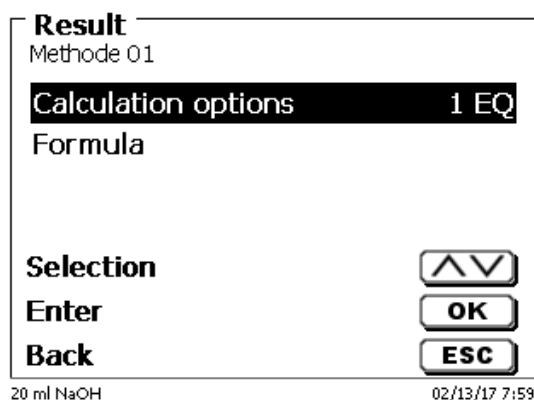 Result
Methode 01
Calculation options 1 EQ
Formula
Selection
Enter OK
Back ESC
20 ml NaOH 02/13/17 7:59